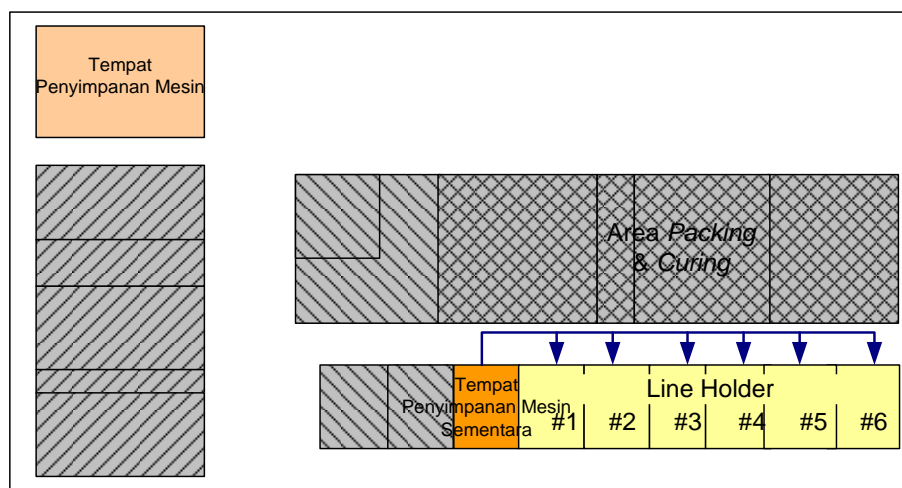 Tempat
Penyimpanan Mesin
Area Packing
& Curing
Tempat
Penyimpanan Mesin
Sementara
Line Holder
#1 #2 #3 #4 #5 #6